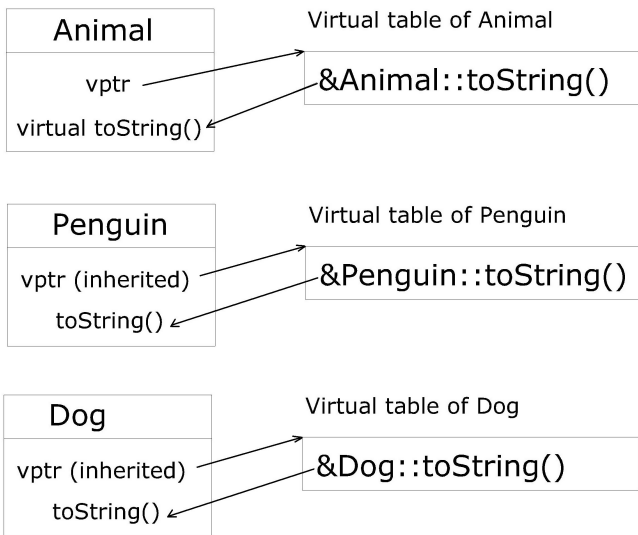 Animal
vptr
virtual toString()
Virtual table of Animal
&Animal::toString()
Penguin
vptr (inherited)
toString()
Virtual table of Penguin
&Penguin::toString()
Dog
vptr (inherited)
toString()
Virtual table of Dog
&Dog::toString()